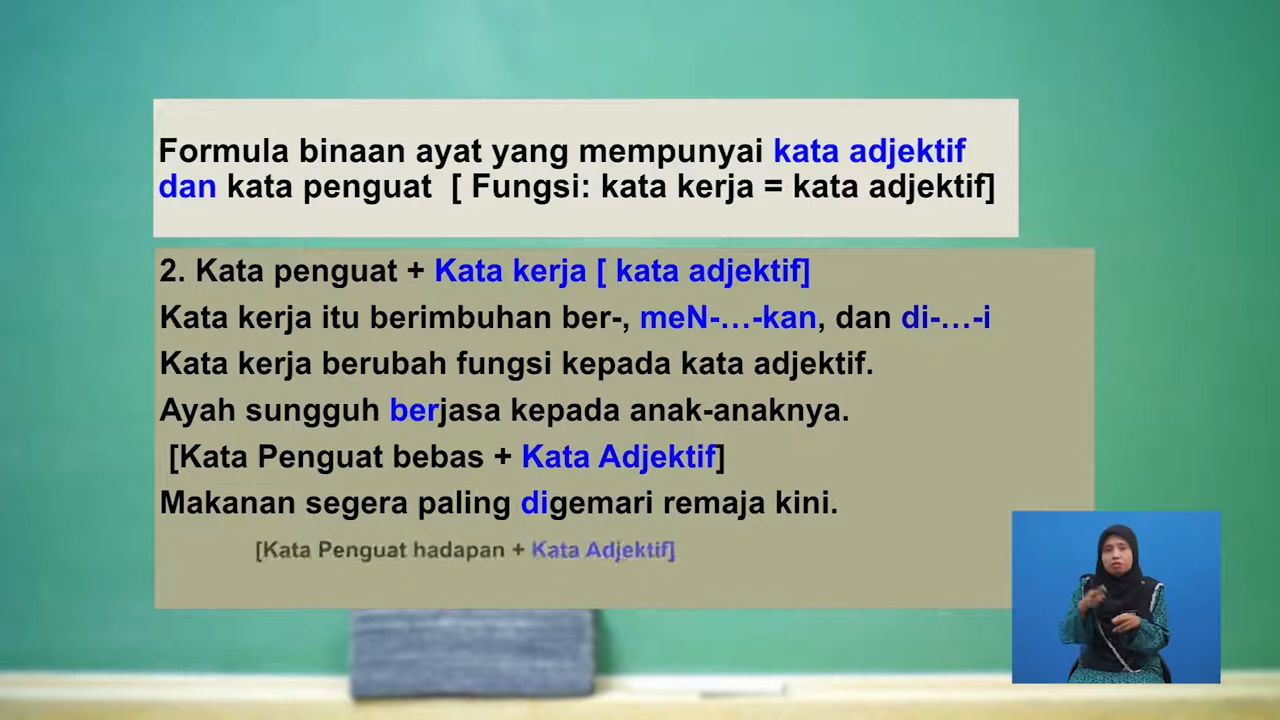 Formula binaan ayat yang mempunyai kata adjektif
dan kata penguat [ Fungsi: kata kerja = kata adjektif]
2. Kata penguat + Kata kerja [ kata adjektif]
Kata kerja itu berimbuhan ber-, meN-...-kan, dan di-...-i
Kata kerja berubah fungsi kepada kata adjektif.
Ayah sungguh berjasa kepada anak-anaknya.
[Kata Penguat bebas + Kata Adjektif]
Makanan segera paling digemari remaja kini.
[Kata Penguat hadapan + Kata Adjektif]